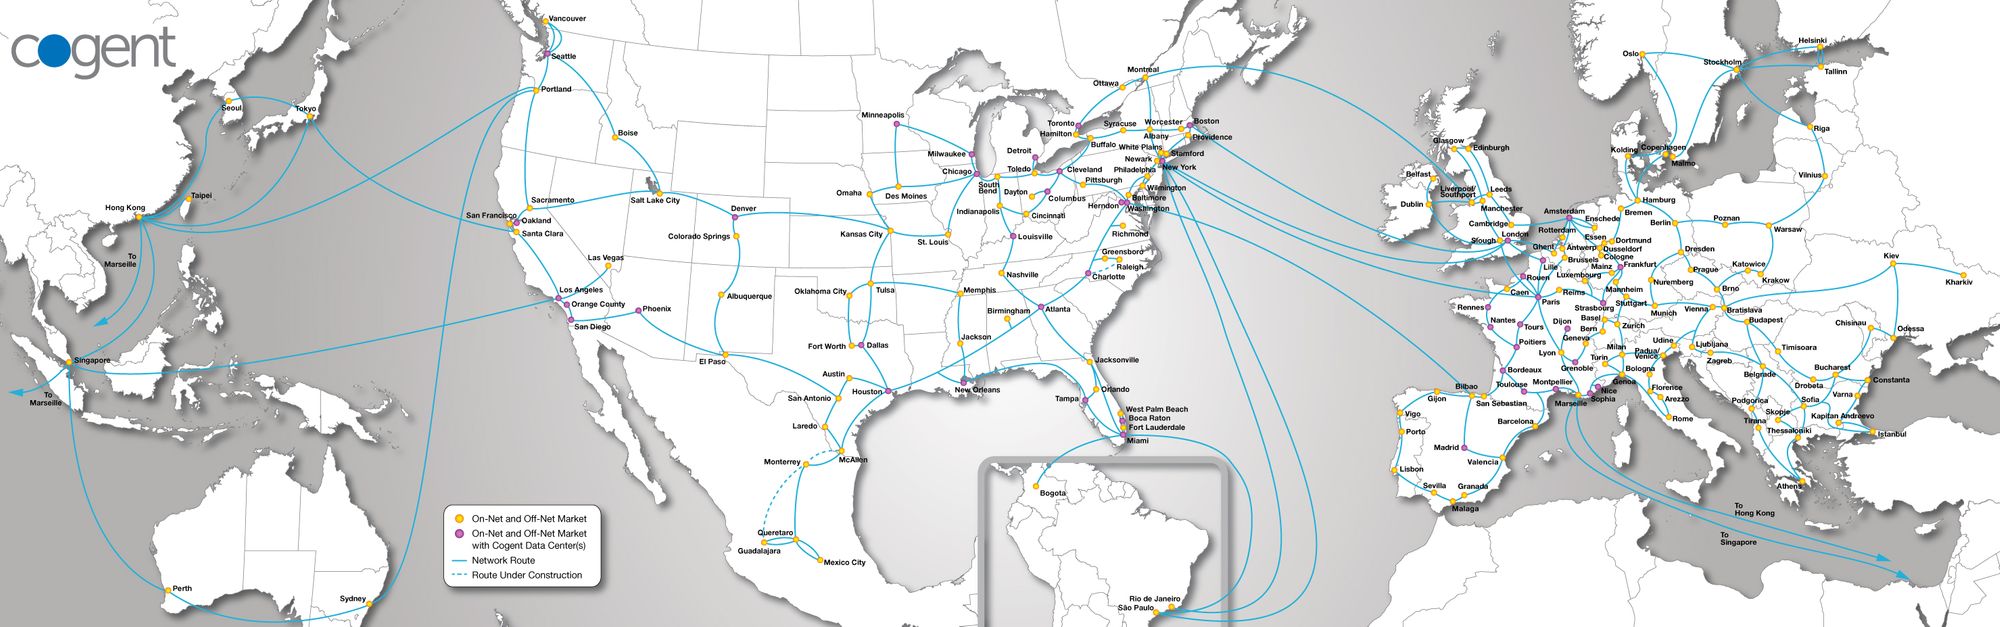 cogent
Vancouver
Seattle
Portland
Boise
Sacramento
San Francisco
Oakland
Santa Clara
Salt Lake City
Las Vegas
Los Angeles
Orange County
San Diego
Phoenix
Denver
Colorado Springs
Albuquerque
El Paso
Minneapolis
Milwaukee
Chicago
Omaha
Des Moines
Kansas City
St. Louis
Oklahoma City
Tulsa
Memphis
Fort Worth
Dallas
Jackson
Austin
San Antonio
Houston
New Orleans
Laredo
McAllen
Monterrey
Queretaro
Guadalajara
Mexico City
Detroit
Toledo
South
Bend
Dayton
Columbus
Indianapolis
Cincinnati
Louisville
Nashville
Birmingham
Atlanta
Cleveland
Pittsburgh
Montreal
Ottawa
Toronto
Hamilton
Buffalo
Syracuse
Albany
Worcester
Boston
Providence
White Plains
Stamford
Newark
New York
Philadelphia
Wilmington
Baltimore
Herndon
Washington
Richmond
Greensboro
Raleigh
Charlotte
Jacksonville
Orlando
Tampa
West Palm Beach
Boca Raton
Fort Lauderdale
Miami
Bogota
Rio de Janeiro
São Paulo
Seoul
Tokyo
Taipei
Hong Kong
To
Marseille
Singapore
To
Marseille
Perth
Sydney
On-Net and Off-Net Market
On-Net and Off-Net Market
with Cogent Data Center(s)
Network Route
Route Under Construction
Oslo
Stockholm
Helsinki
Tallinn
Riga
Vilnius
Kolding
Copenhagen
Malmo
Glasgow
Edinburgh
Belfast
Dublin
Liverpool/
Southport
Leeds
Manchester
Cambridge
Slough
London
Amsterdam
Rotterdam
Enschede
Bremen
Hamburg
Berlin
Poznan
Warsaw
Essen
Dortmund
Dusseldorf
Cologne
Ghent
Antwerp
Brussels
Lille
Mainz
Frankfurt
Luxembourg
Dresden
Prague
Katowice
Krakow
Brno
Nuremberg
Mannheim
Stuttgart
Strasbourg
Munich
Vienna
Bratislava
Budapest
Kiev
Kharkiv
Chisinau
Odessa
Rouen
Caen
Reims
Paris
Rennes
Nantes
Tours
Poitiers
Dijon
Basel
Bern
Zurich
Geneva
Lyon
Grenoble
Turin
Milan
Padua/
Venice
Udine
Ljubljana
Zagreb
Timisoara
Belgrade
Bucharest
Drobeta
Constanta
Varna
Sofia
Podgorica
Skopje
Tirana
Thessaloniki
Kapitan Andreevo
Istanbul
Athens
Bologna
Genoa
Florence
Arezzo
Rome
Bordeaux
Toulouse
Montpellier
Marseille
Nice
Sophia
Bilbao
Gijon
San Sebastian
Vigo
Porto
Lisbon
Madrid
Barcelona
Valencia
Sevilla
Granada
Malaga
To
Hong Kong
To
Singapore